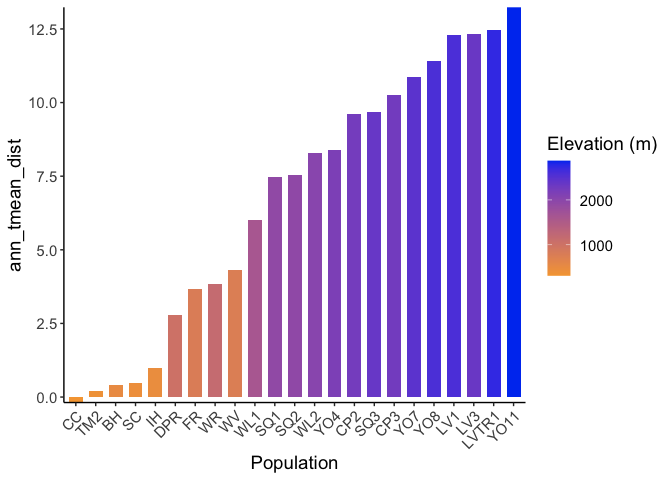 ann_tmean_dist
12.5
10.0
7.5
5.0
2.5
0.0
CC TM2 BH SC IH DPR FR WR WV WL1 SQ1 SQ2 WL2 YO4 CP2 SQ3 CP3 YO7 YO8 LV1 LV3 LVTR1 YO11
Population
Elevation (m)
2000
1000